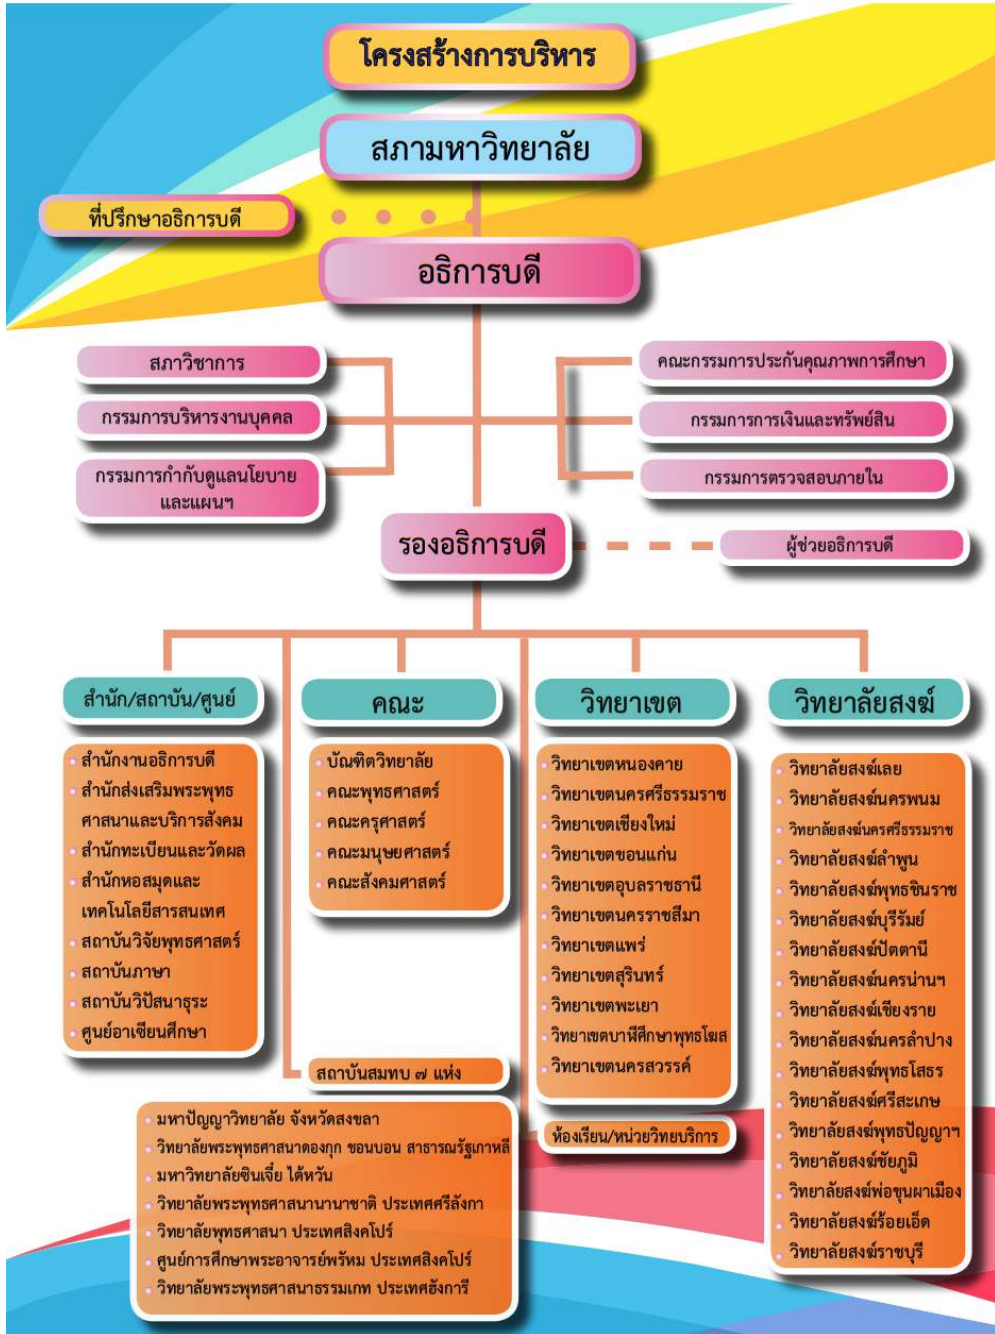 โครงสร้างการบริหาร
สภามหาวิทยาลัย
ที่ปรึกษาอธิการบดี
อธิการบดี
สภาวิชาการ
กรรมการบริหารงานบุคคล
กรรมการกำกับดูแลนโยบาย
และแผนฯ
คณะกรรมการประกันคุณภาพการศึกษา
กรรมการการเงินและทรัพย์สิน
กรรมการตรวจสอบภายใน
รองอธิการบดี
ผู้ช่วยอธิการบดี
สำนัก/สถาบัน/ศูนย์
สำนักงานอธิการบดี
สำนักส่งเสริมพระพุทธ
ศาสนาและบริการสังคม
สำนักทะเบียนและวัดผล
สำนักหอสมุดและ
เทคโนโลยีสารสนเทศ
สถาบันวิจัยพุทธศาสตร์
สถาบันภาษา
สถาบันวิปัสนาธุระ
ศูนย์อาเซียนศึกษา
คณะ
บัณฑิตวิทยาลัย
คณะพุทธศาสตร์
คณะครุศาสตร์
คณะมนุษยศาสตร์
คณะสังคมศาสตร์
วิทยาเขต
วิทยาเขตหนองคาย
วิทยาเขตนครศรีธรรมราช
วิทยาเขตเชียงใหม่
วิทยาเขตขอนแก่น
วิทยาเขตอุบลราชธานี
วิทยาเขตนครราชสีมา
วิทยาเขตแพร่
วิทยาเขตสุรินทร์
วิทยาเขตพะเยา
วิทยาเขตบาฬีศึกษาพุทธโฆส
วิทยาเขตนครสวรรค์
วิทยาลัยสงฆ์
วิทยาลัยสงฆ์เลย
วิทยาลัยสงฆ์นครพนม
วิทยาลัยสงฆ์นครศรีธรรมราช
วิทยาลัยสงฆ์ลำพูน
วิทยาลัยสงฆ์พุทธชินราช
วิทยาลัยสงฆ์บุรีรัมย์
วิทยาลัยสงฆ์ปัตตานี
วิทยาลัยสงฆ์นครน่านฯ
วิทยาลัยสงฆ์เชียงราย
วิทยาลัยสงฆ์นครลำปาง
วิทยาลัยสงฆ์พุทธโสธร
วิทยาลัยสงฆ์ศรีสะเกษ
วิทยาลัยสงฆ์พุทธปัญญาฯ
วิทยาลัยสงฆ์ชัยภูมิ
วิทยาลัยสงฆ์พ่อขุนผาเมือง
วิทยาลัยสงฆ์ร้อยเอ็ด
วิทยาลัยสงฆ์ราชบุรี
สถาบันสมทบ ๗ แห่ง
มหาปัญญาวิทยาลัย จังหวัดสงขลา
วิทยาลัยพระพุทธศาสนาดองกุก ชอนบอน สาธารณรัฐเกาหลี
มหาวิทยาลัยซินเจี๋ย ไต้หวัน
วิทยาลัยพระพุทธศาสนานานาชาติ ประเทศศรีลังกา
วิทยาลัยพุทธศาสนา ประเทศสิงคโปร์
ศูนย์การศึกษาพระอาจารย์พรัหม ประเทศสิงคโปร์
วิทยาลัยพระพุทธศาสนาธรรมเกท ประเทศฮังการี
ห้องเรียน/หน่วยวิทยบริการ